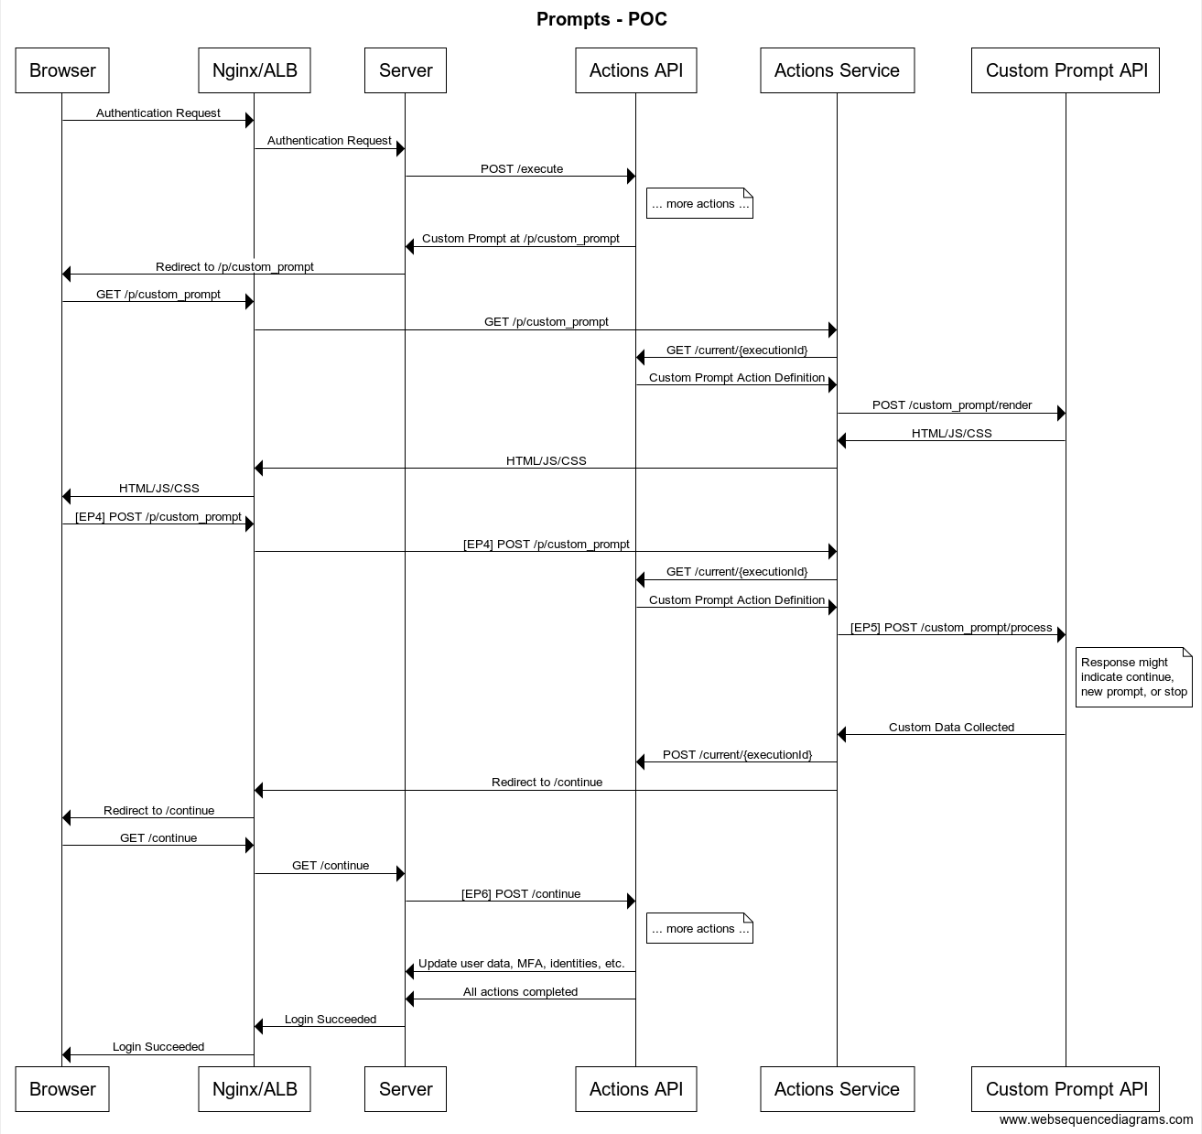 Prompts - POC
Browser
Nginx/ALB
Server
Actions API
Actions Service
Custom Prompt API
Authentication Request
Authentication Request
POST /execute
... more actions ...
Custom Prompt at /p/custom_prompt
Redirect to /p/custom_prompt
GET /p/custom_prompt
GET /p/custom_prompt
GET /current/{executionId}
Custom Prompt Action Definition
POST /custom_prompt/render
HTML/JS/CSS
HTML/JS/CSS
HTML/JS/CSS
[EP4] POST /p/custom_prompt
[EP4] POST /p/custom_prompt
GET /current/{executionId}
Custom Prompt Action Definition
[EP5] POST /custom_prompt/process
Response might
indicate continue,
new prompt, or stop
Custom Data Collected
POST /current/{executionId}
Redirect to /continue
Redirect to /continue
GET /continue
GET /continue
[EP6] POST /continue
... more actions ...
Update user data, MFA, identities, etc.
All actions completed
Login Succeeded
Login Succeeded
Browser
Nginx/ALB
Server
Actions API
Actions Service
Custom Prompt API
www.websequencediagrams.com